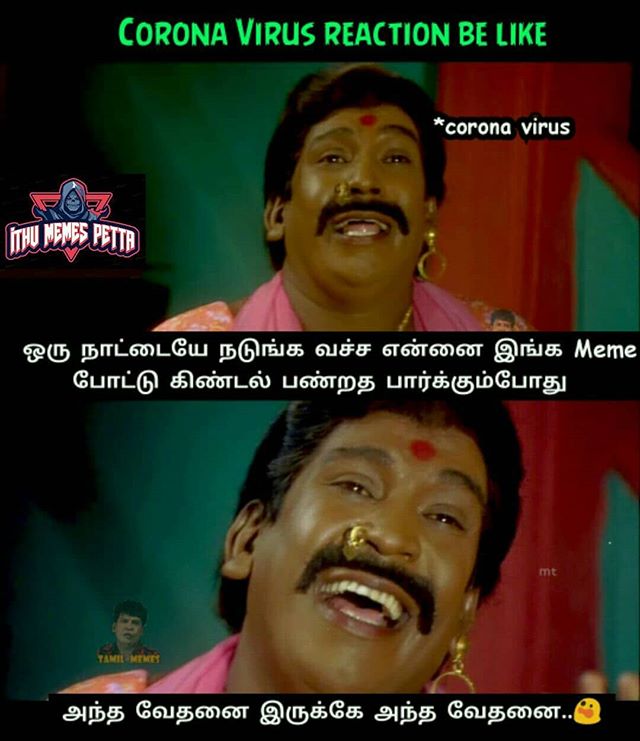 CORONA VIRUS REACTION BE LIKE
*corona virus
iTHU MEMES PETTA
ஒரு நாட்டையே நடுங்க வச்ச என்னை இங்க Meme
போட்டு கிண்டல் பண்றத பார்க்கும்போது
mt
TAMIL MEMES
அந்த வேதனை இருக்கே அந்த வேதனை..😲